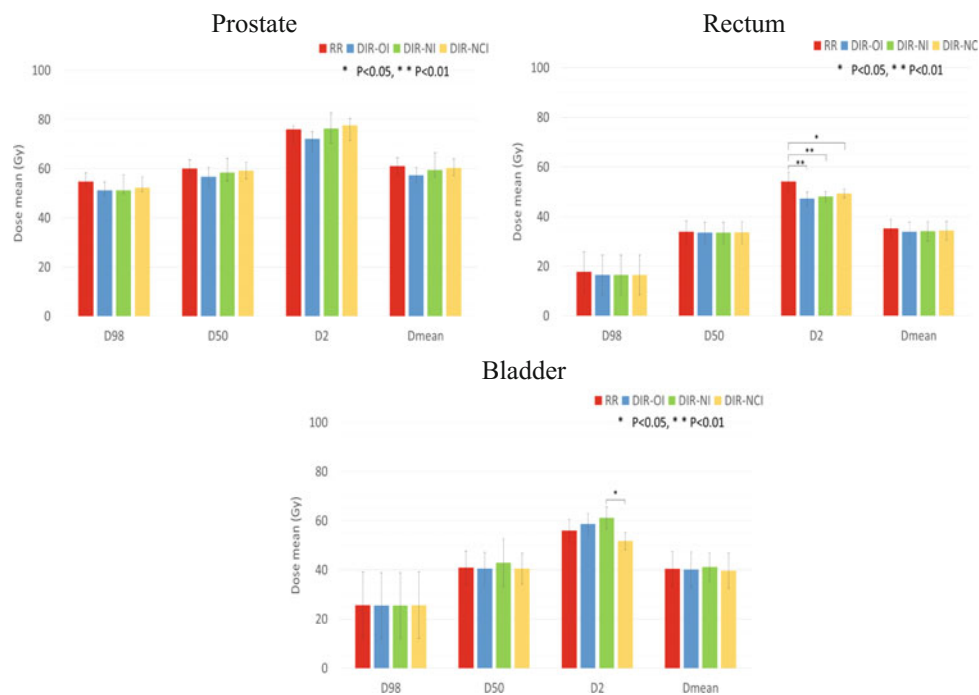 Prostate
RR DIR-OI DIR-NI DIR-NCI
* P<0.05, * * P<0.01
Dose mean (Gy)
100
80
60
40
20
0
D98 D50 D2 Dmean
Rectum
RR DIR-OI DIR-NI DIR-NCI
* P<0.05, * * P<0.01
Dose mean (Gy)
100
80
60
40
20
0
*
**
**
D98 D50 D2 Dmean
Bladder
RR DIR-OI DIR-NI DIR-NCI
* P<0.05, * * P<0.01
Dose mean (Gy)
100
80
60
40
20
0
*
D98 D50 D2 Dmean